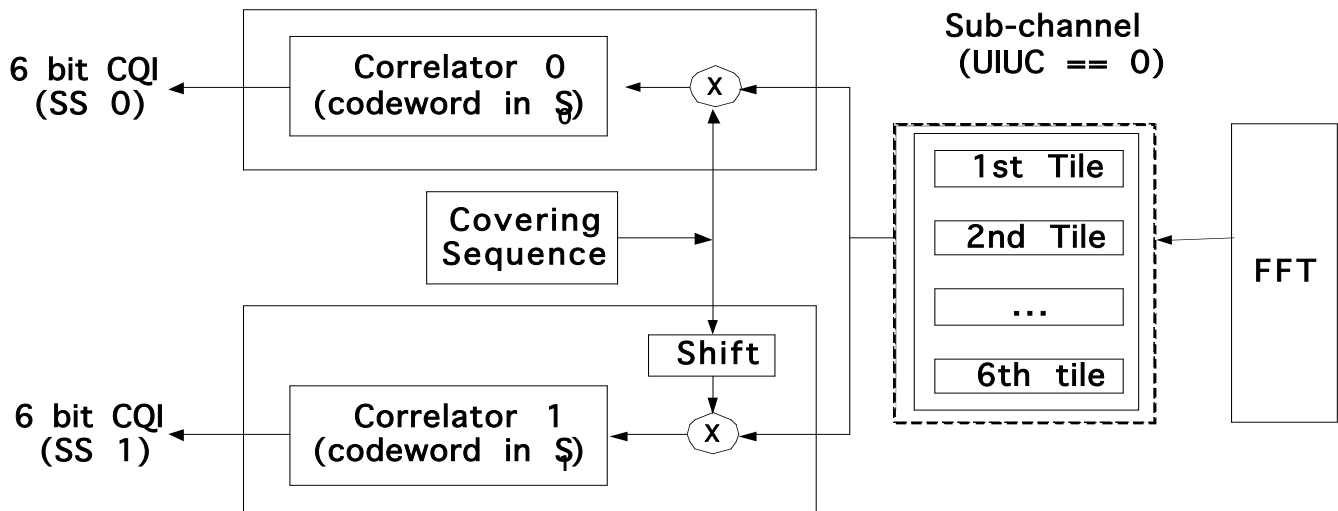 Sub-channel
(UIUC == 0)
6 bit CQI
(SS 0)
Correlator 0
(codeword in S0)
X
1st Tile
Covering
Sequence
2nd Tile
FFT
...
Shift
6th tile
6 bit CQI
(SS 1)
Correlator 1
(codeword in S1)
X